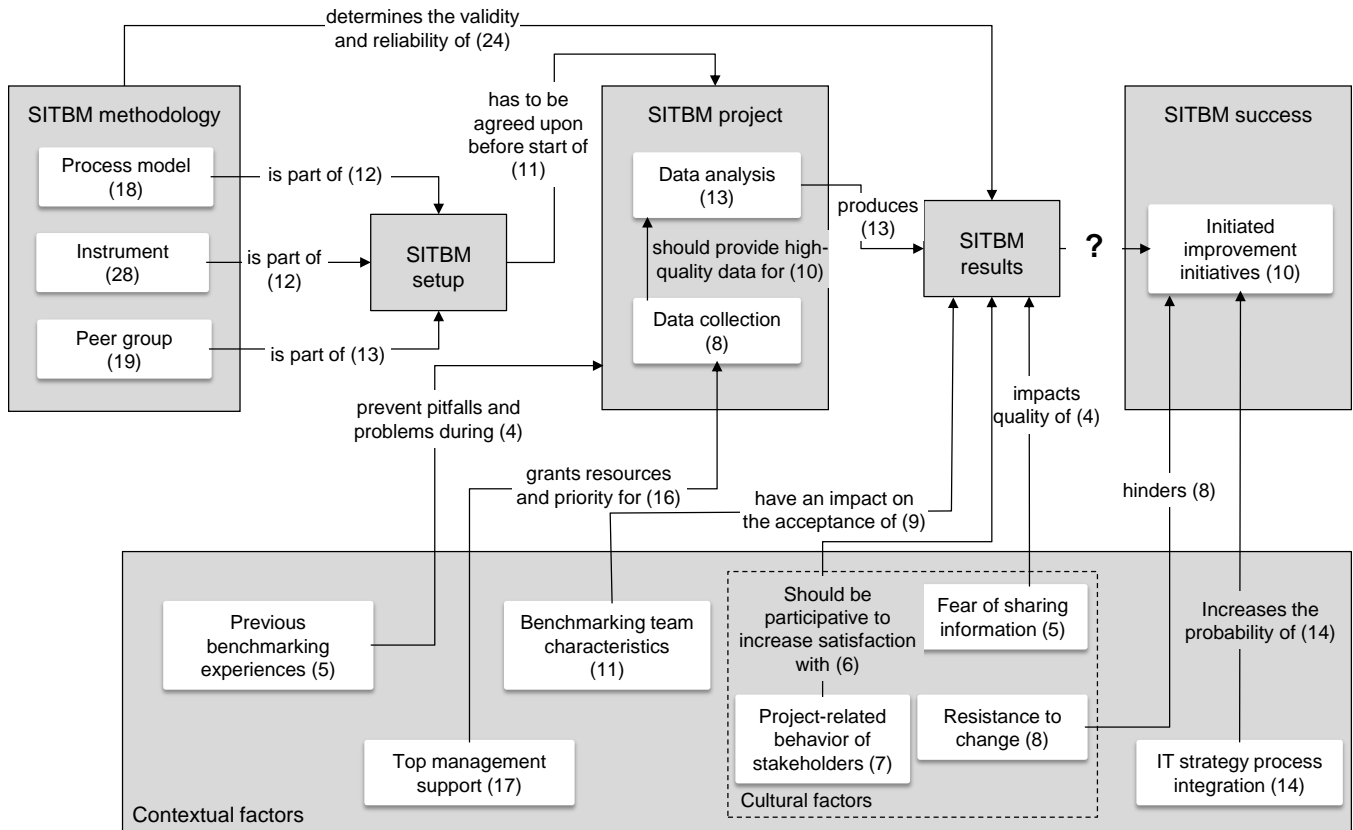 determines the validity
and reliability of (24)
SITBM methodology
Process model
(18)
Instrument
(28)
Peer group
(19)
is part of (12)
is part of
(12)
is part of (13)
SITBM
setup
has to be
agreed upon
before start of
(11)
SITBM project
Data analysis
(13)
should provide high-
quality data for (10)
Data collection
(8)
produces
(13)
SITBM
results
?
SITBM success
Initiated
improvement
initiatives (10)
prevent pitfalls and
problems during (4)
grants resources
and priority for (16)
have an impact on
the acceptance of (9)
impacts
quality of (4)
hinders (8)
Previous
benchmarking
experiences (5)
Top management
support (17)
Benchmarking team
characteristics
(11)
Should be
participative to
increase satisfaction
with (6)
Fear of sharing
information (5)
Project-related
behavior of
stakeholders (7)
Resistance to
change (8)
Cultural factors
Increases the
probability of (14)
IT strategy process
integration (14)
Contextual factors